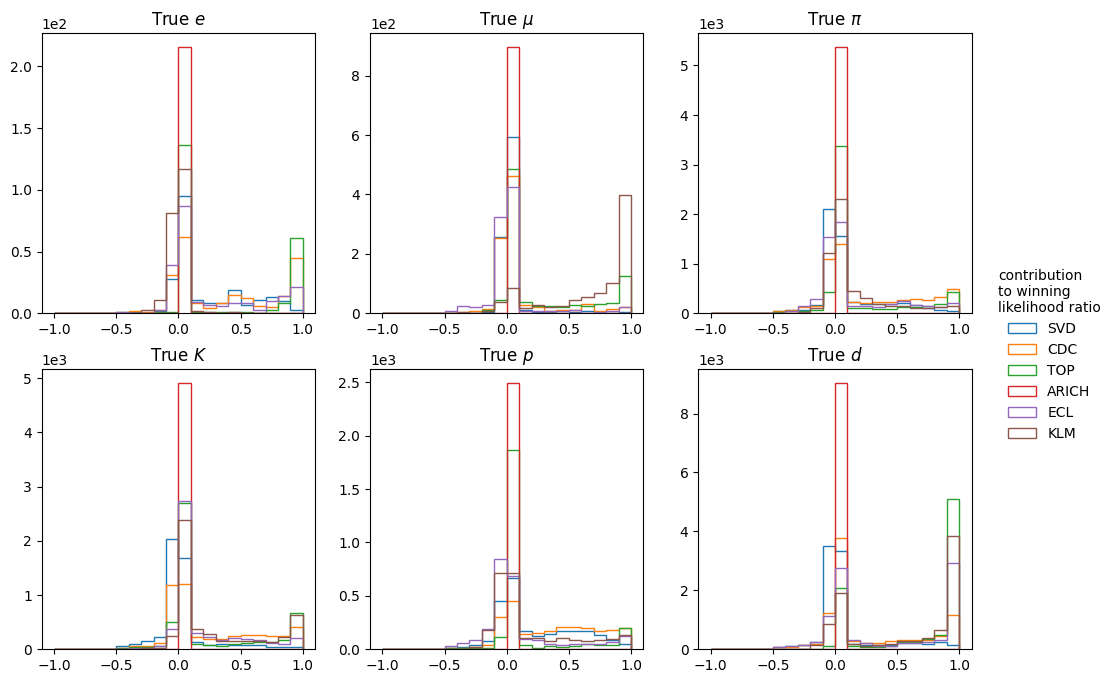 True e
True μ
True π
1e2
1e2
1e3
2.0
1.5
1.0
0.5
0.0
8
6
4
2
0
5
4
3
2
1
0
−1.0 −0.5 0.0 0.5 1.0
−1.0 −0.5 0.0 0.5 1.0
−1.0 −0.5 0.0 0.5 1.0
True K
True p
True d
1e3
1e3
1e3
5
4
3
2
1
0
2.5
2.0
1.5
1.0
0.5
0.0
8
6
4
2
0
−1.0 −0.5 0.0 0.5 1.0
−1.0 −0.5 0.0 0.5 1.0
−1.0 −0.5 0.0 0.5 1.0
contribution
to winning
likelihood ratio
SVD
CDC
TOP
ARICH
ECL
KLM